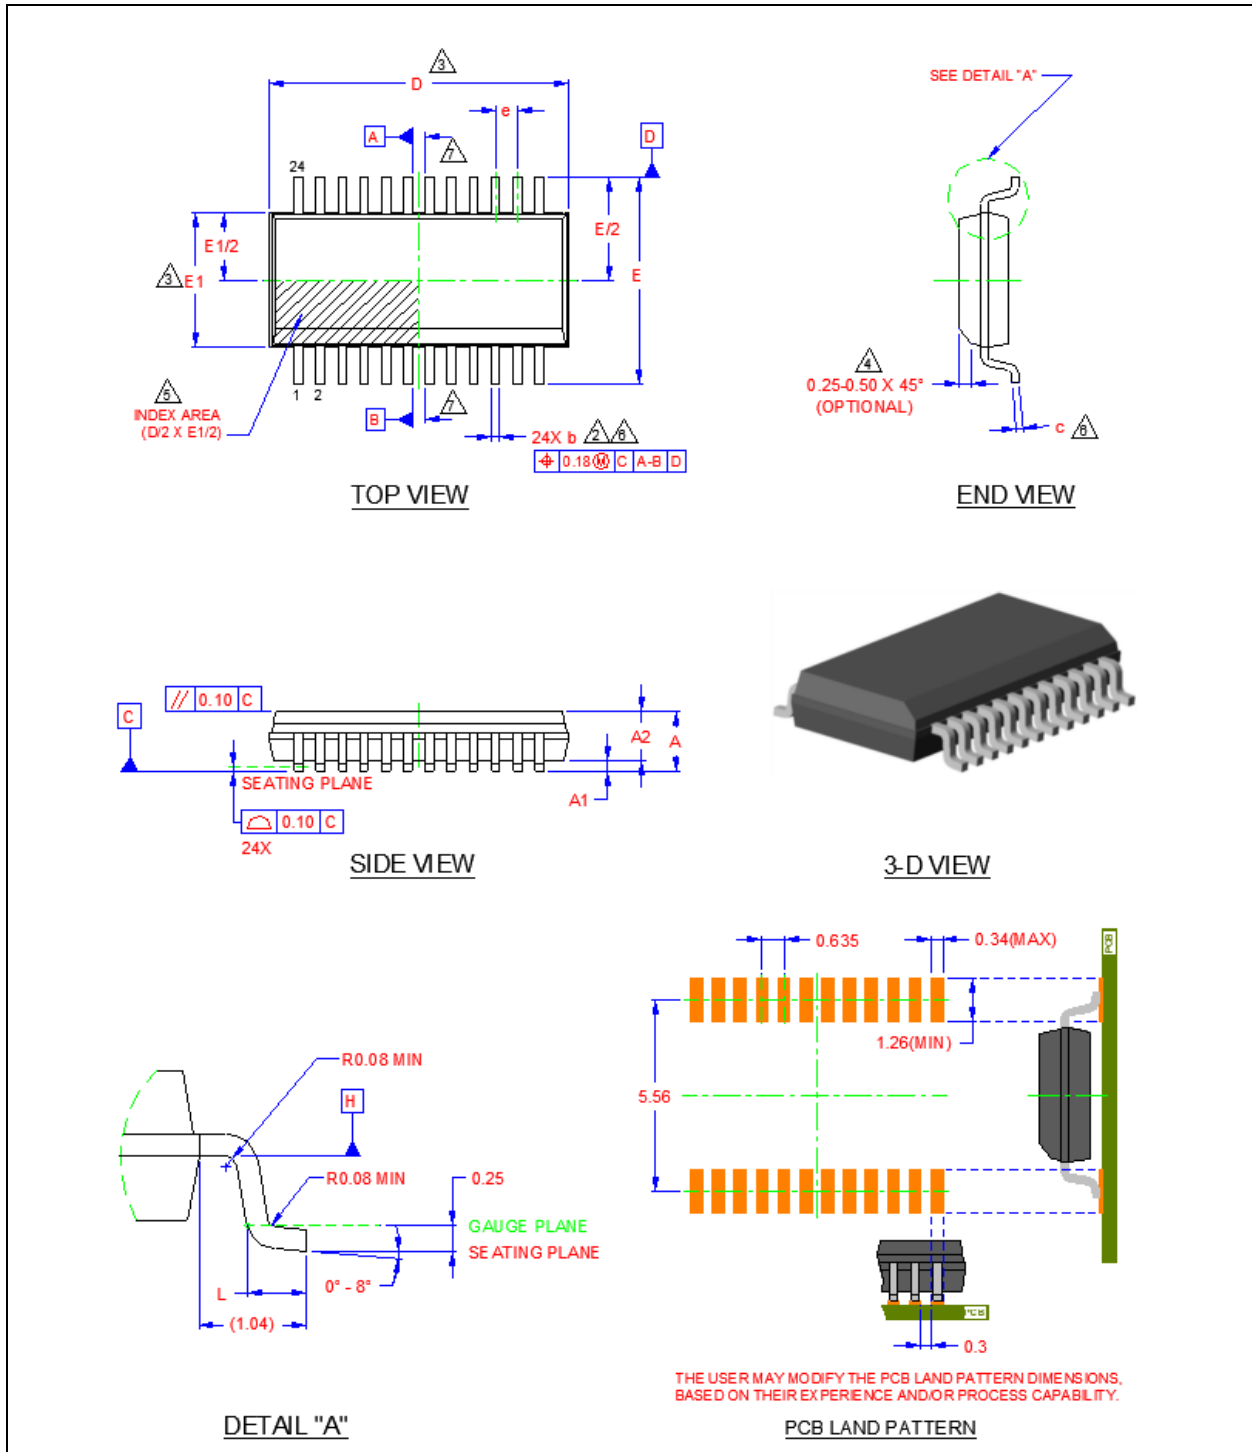 3
D
e
A
7
D
24
E1/2
E/2
3
E1
E
5
INDEX AREA
(D/2 X E1/2)
1 2
B
7
24X b 2 6
0.18 M C A-B D
TOP VIEW
SEE DETAIL "A"
4
0.25-0.50 X 45°
(OPTIONAL)
c 6
END VIEW
// 0.10 C
C
A2
A
SEATING PLANE
A1
0.10 C
24X
SIDE VIEW
3-D VIEW
R0.08 MIN
H
R0.08 MIN
0.25
GAUGE PLANE
SEATING PLANE
0° - 8°
L
(1.04)
DETAIL "A"
0.635
0.34(MAX)
PCB
1.26(MIN)
5.56
PCB
0.3
THE USER MAY MODIFY THE PCB LAND PATTERN DIMENSIONS,
BASED ON THEIR EXPERIENCE AND/OR PROCESS CAPABILITY.
PCB LAND PATTERN